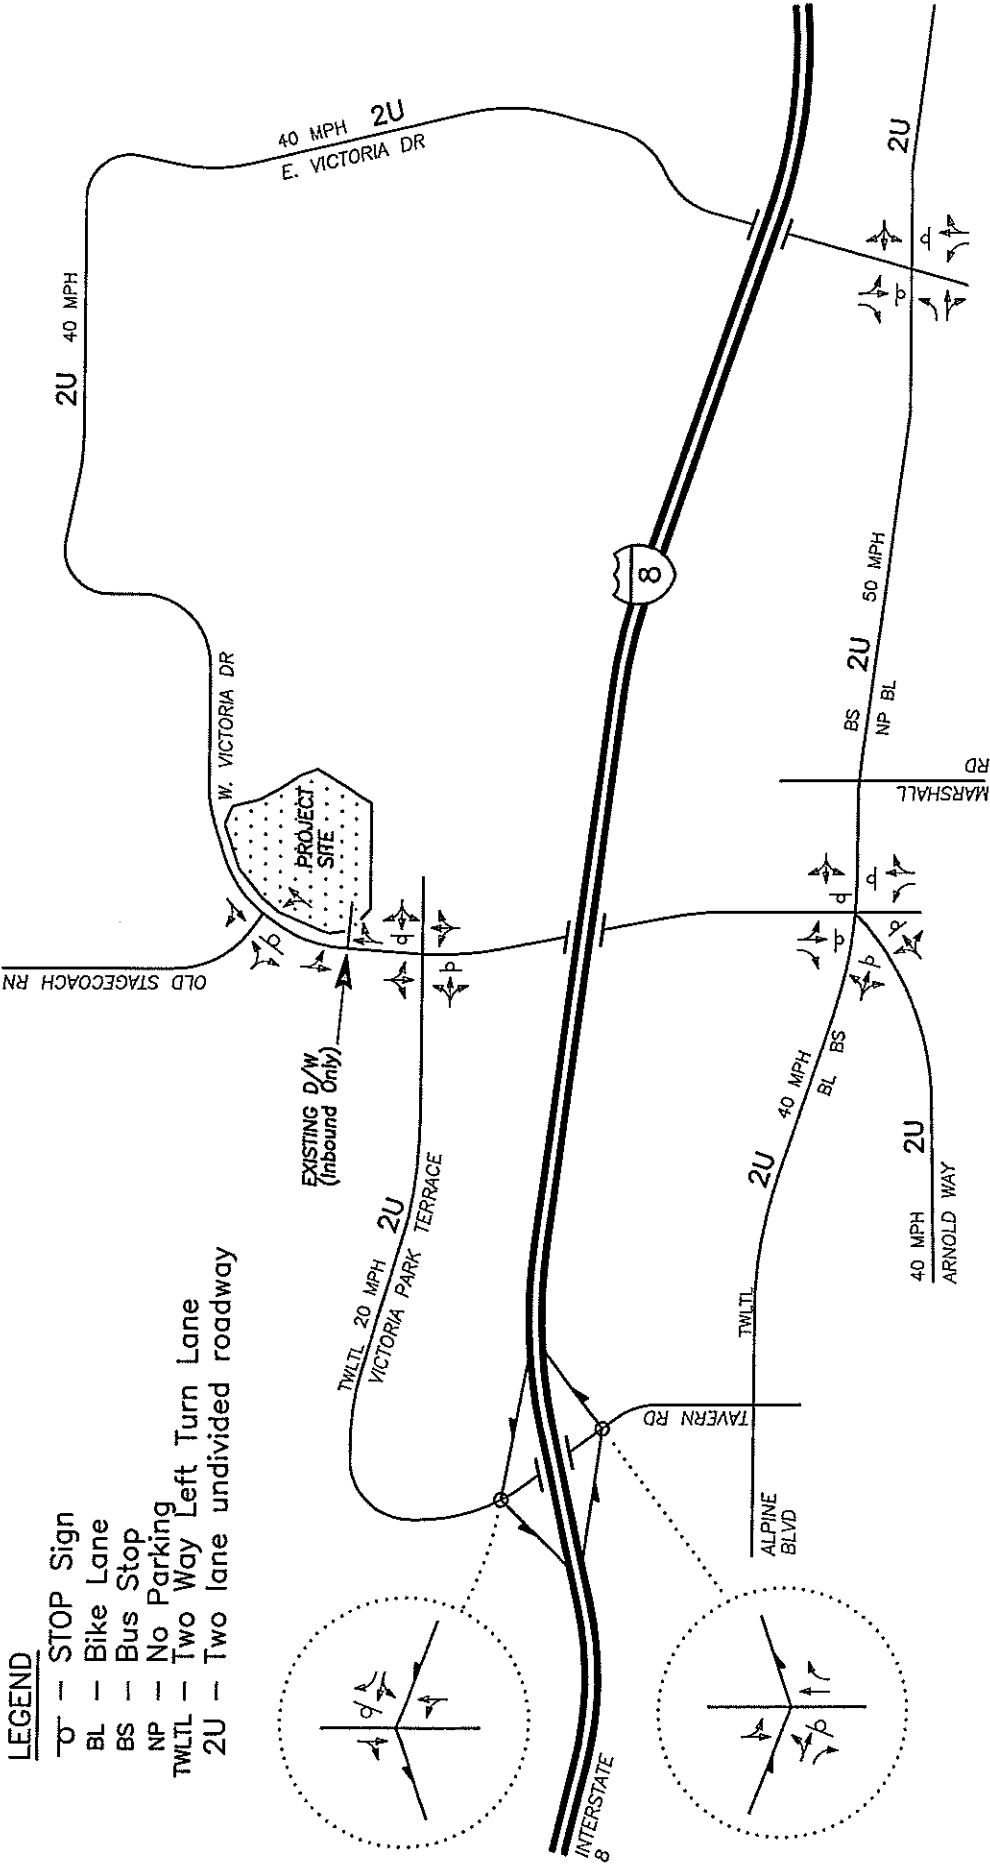 LEGEND
— STOP Sign
BL — Bike Lane
BS — Bus Stop
NP — No Parking
TWLTL — Two Way Left Turn Lane
2U — Two lane undivided roadway
OLD STAGECOACH RN
W. VICTORIA DR
2U 40 MPH
40 MPH 2U
E. VICTORIA DR
PROJECT
SITE
EXISTING D/W
(Inbound Only)
TWLTL 20 MPH 2U
VICTORIA PARK TERRACE
8
INTERSTATE
8
TAVERN RD
ALPINE
BLVD
TWLTL
2U 40 MPH
BL BS
40 MPH 2U
ARNOLD WAY
MARSHALL
RD
BS 2U 50 MPH
NP BL
2U